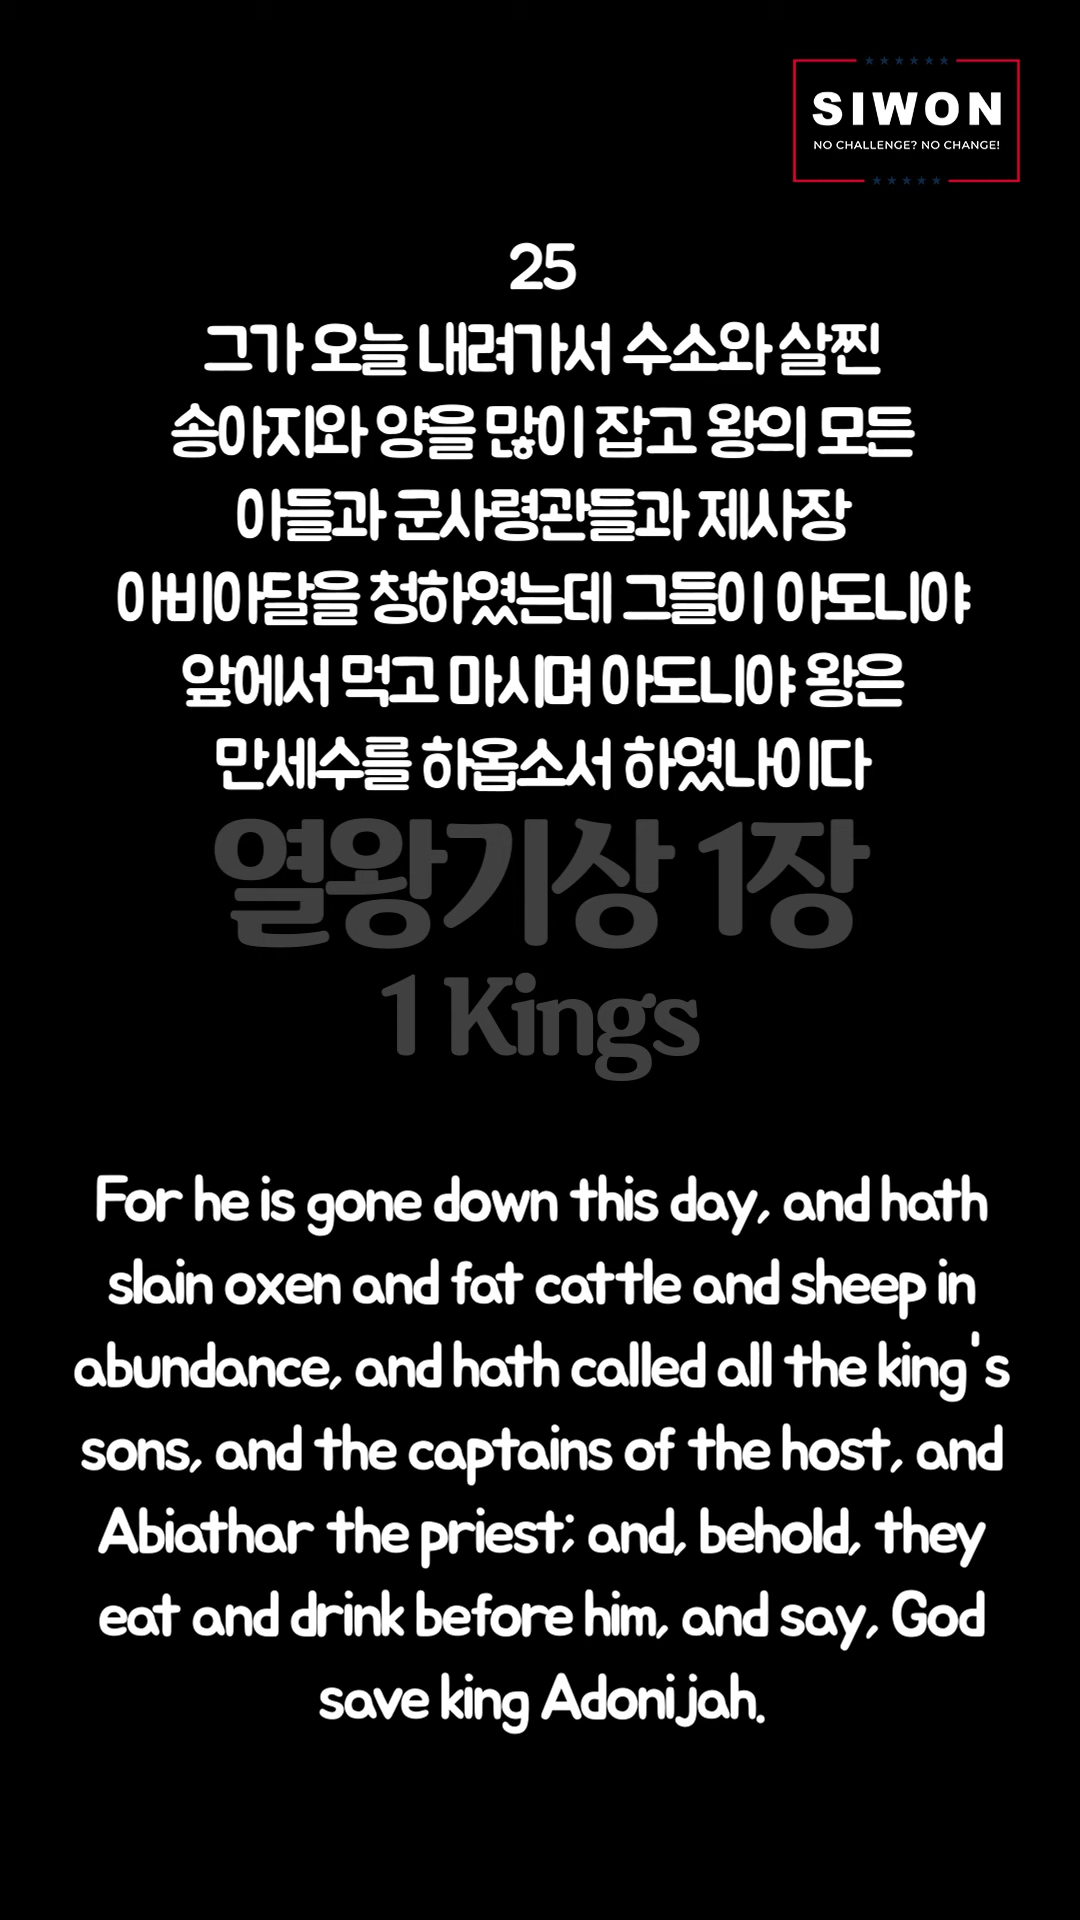 SIWON
NO CHALLENGE? NO CHANGE!
25
그가 오늘 내려가서 수소와 살찐
송아지와 양을 많이 잡고 왕의 모든
아들과 군사령관들과 제사장
아비아달을 청하였는데 그들이 아도니야
앞에서 먹고 마시며 아도니야 왕은
만세수를 하옵소서 하였나이다
열왕기상 1장
1 Kings
For he is gone down this day, and hath
slain oxen and fat cattle and sheep in
abundance, and hath called all the king's
sons, and the captains of the host, and
Abiathar the priest; and, behold, they
eat and drink before him, and say, God
save king Adonijah.